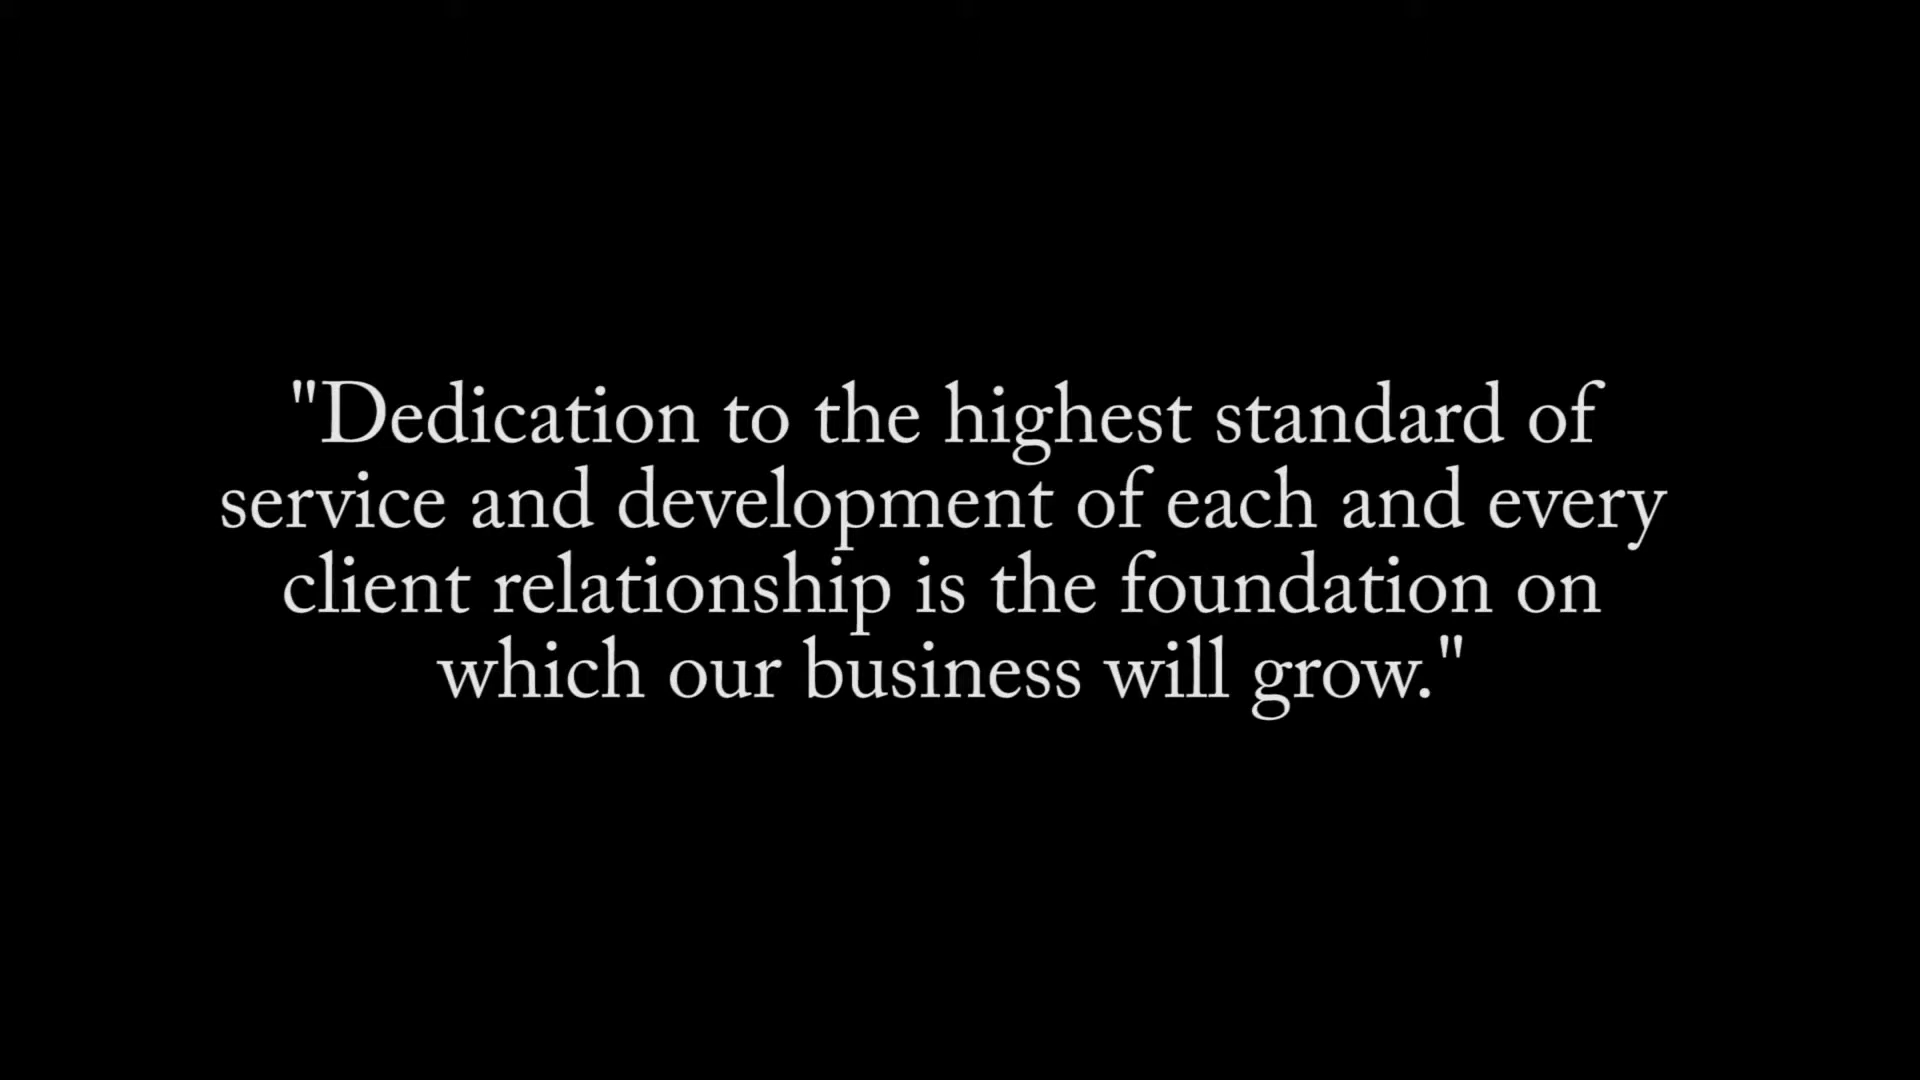 "Dedication to the highest standard of
service and development of each and every
client relationship is the foundation on
which our business will grow."